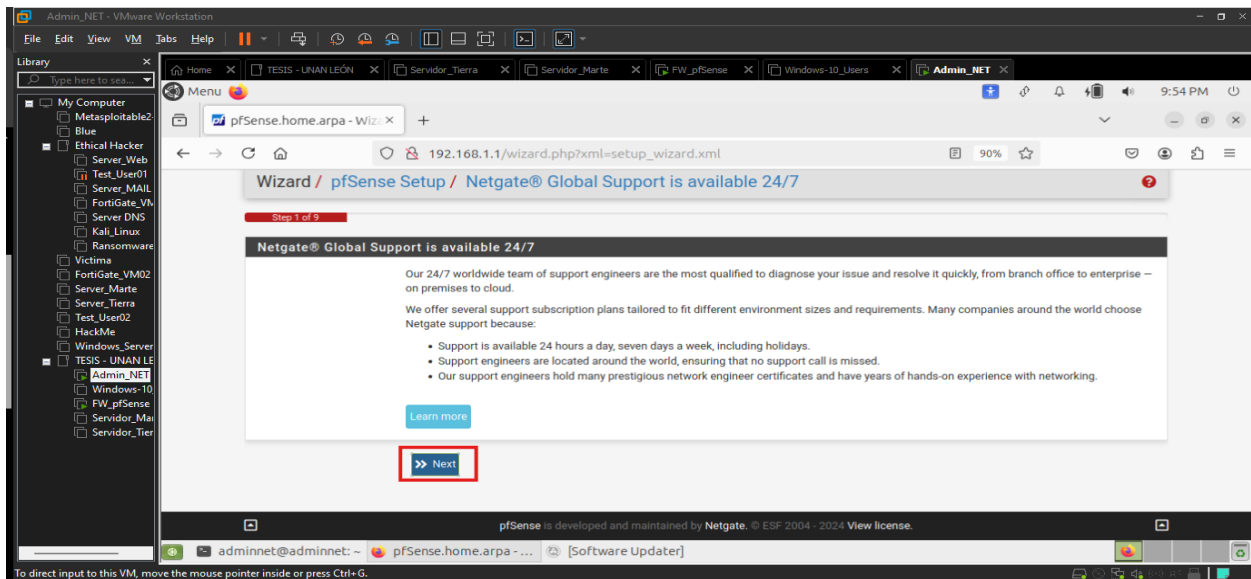 Admin_NET - VMware Workstation
File Edit View VM Tabs Help
Library
Type here to sea...
Home TESIS - UNAN LEÓN Servidor_Tierra Servidor_Marte FW_pfSense Windows-10_Users Admin_NET
My Computer
Metasploitable2-
Blue
Ethical Hacker
Server_Web
Test_User01
Server_MAIL
FortiGate_VM
Server DNS
Kali_Linux
Ransomware
Victima
FortiGate_VM02
Server_Marte
Server_Tierra
Test_User02
HackMe
Windows_Server
TESIS - UNAN LE
Admin_NET
Windows-10_
FW_pfSense
Servidor_Mar
Servidor_Tier
Menu 9:54 PM
pfSense.home.arpa - Wiza
192.168.1.1/wizard.php?xml=setup_wizard.xml 90%
Wizard / pfSense Setup / Netgate® Global Support is available 24/7
Step 1 of 9
Netgate® Global Support is available 24/7
Our 24/7 worldwide team of support engineers are the most qualified to diagnose your issue and resolve it quickly, from branch office to enterprise –
on premises to cloud.
We offer several support subscription plans tailored to fit different environment sizes and requirements. Many companies around the world choose
Netgate support because:
• Support is available 24 hours a day, seven days a week, including holidays.
• Support engineers are located around the world, ensuring that no support call is missed.
• Our support engineers hold many prestigious network engineer certificates and have years of hands-on experience with networking.
Learn more
Next
pfSense is developed and maintained by Netgate. © ESF 2004 - 2024 View license.
adminnet@adminnet: ~ pfSense.home.arpa - ... [Software Updater]
To direct input to this VM, move the mouse pointer inside or press Ctrl+G.